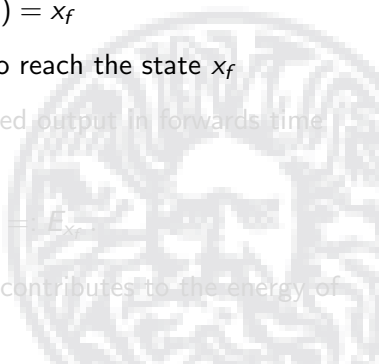 ) = x_f
o reach the state x_f
ed output in forwards time
=: E_{x_f} .
contributes to the energy of